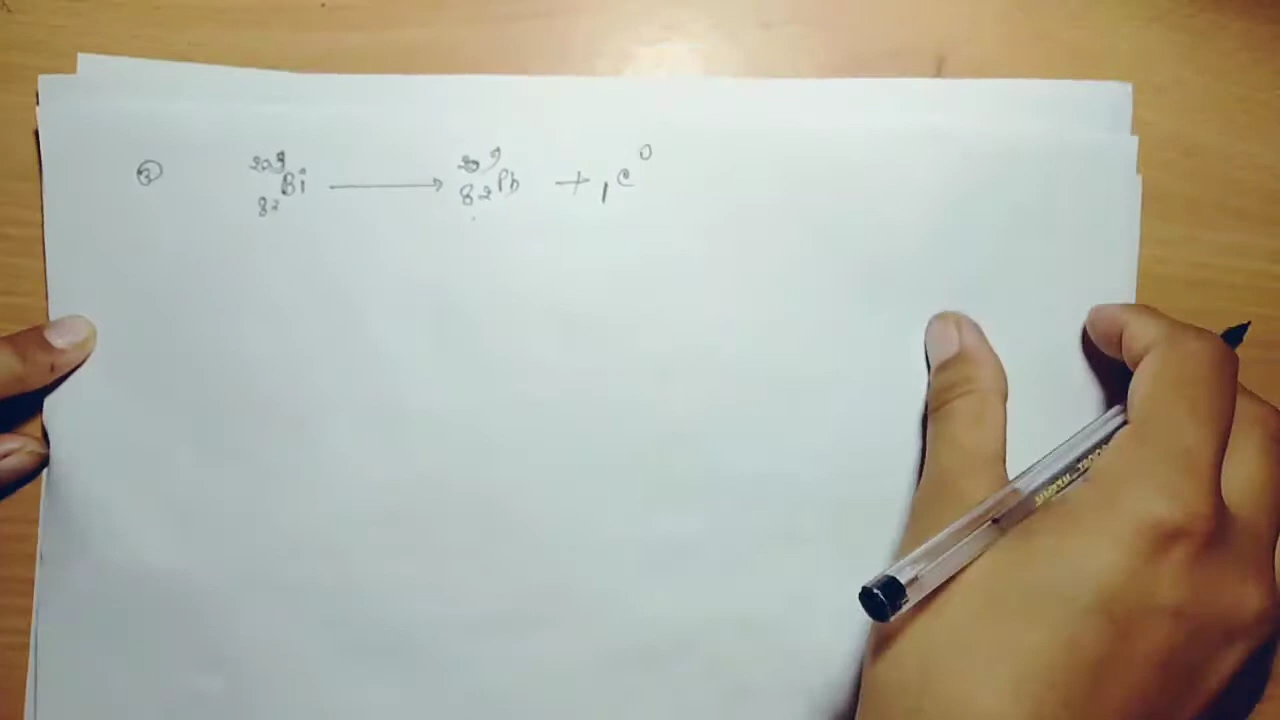 ③ ²⁰⁹₈₂Bi ⟶ ²⁰⁹₈₂Pb + ₁e⁰